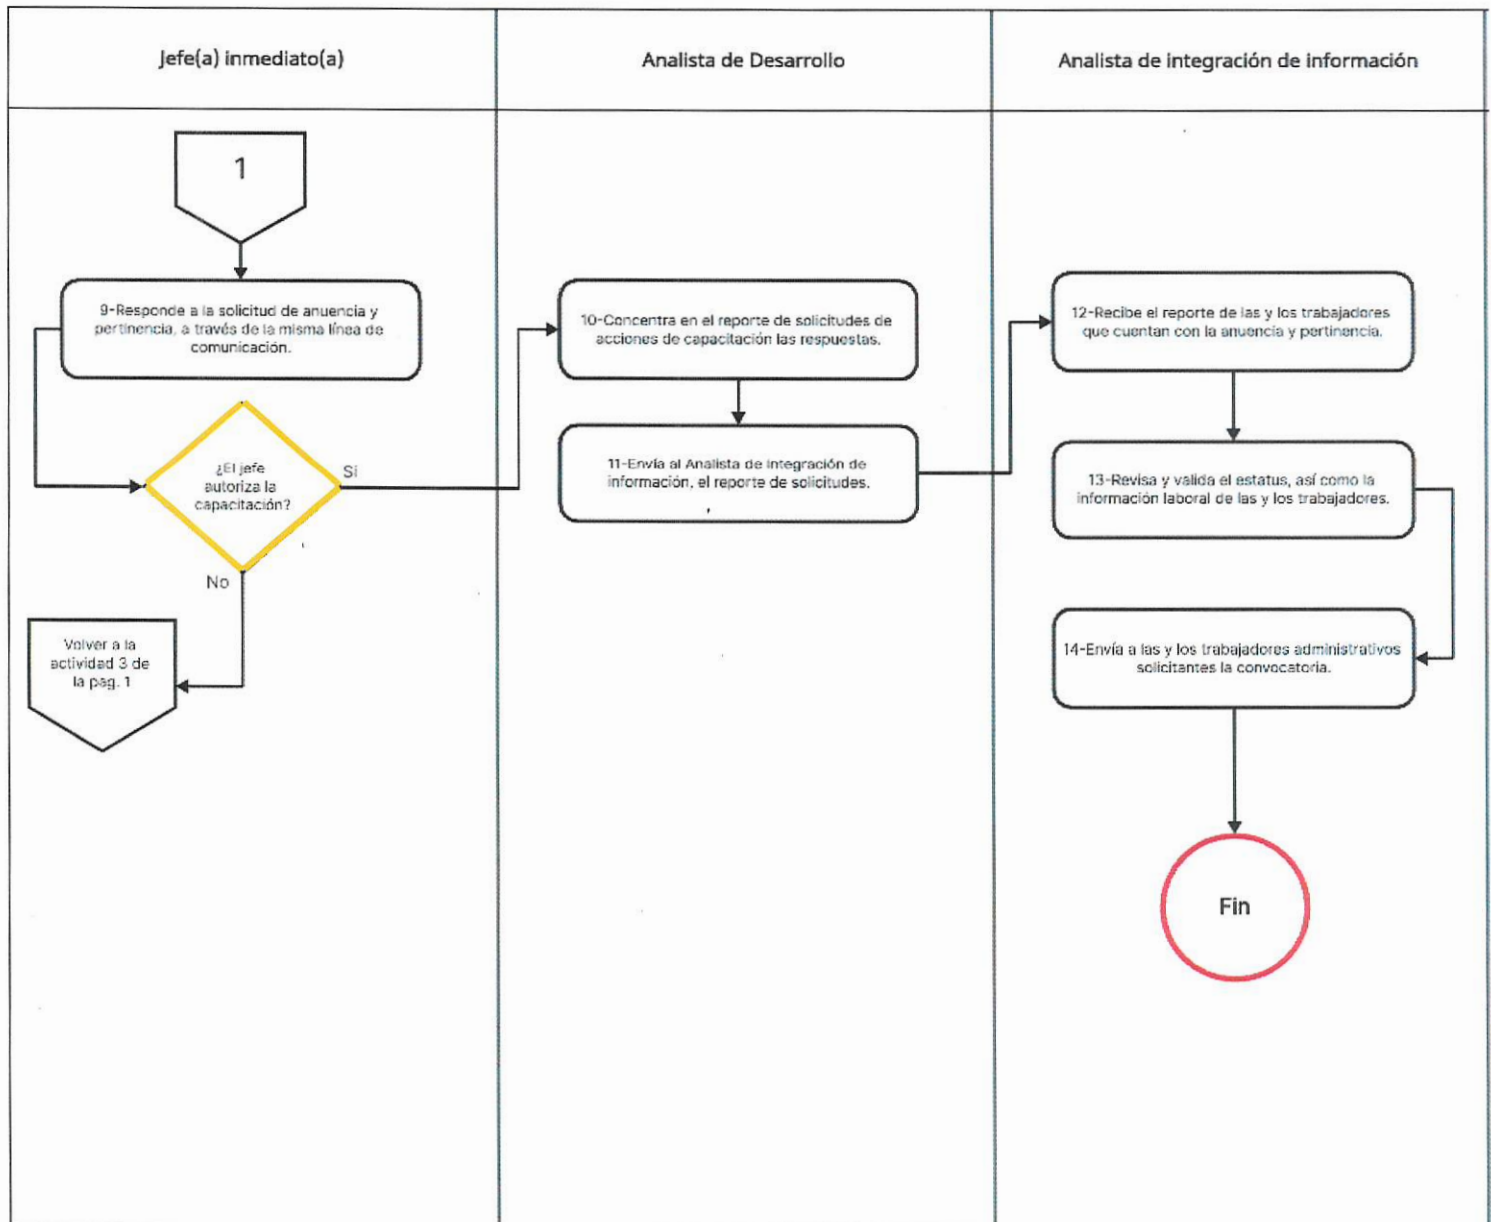 Jefe(a) inmediato(a)
Analista de Desarrollo
Analista de integración de información
1
9-Responde a la solicitud de anuencia y
pertinencia, a través de la misma línea de
comunicación.
¿El jefe
autoriza la
capacitación?
Si
No
Volver a la
actividad 3 de
la pag. 1
10-Concentra en el reporte de solicitudes de
acciones de capacitación las respuestas.
11-Envía al Analista de integración de
información, el reporte de solicitudes.
12-Recibe el reporte de las y los trabajadores
que cuentan con la anuencia y pertinencia.
13-Revisa y valida el estatus, así como la
información laboral de las y los trabajadores.
14-Envía a las y los trabajadores administrativos
solicitantes la convocatoria.
Fin